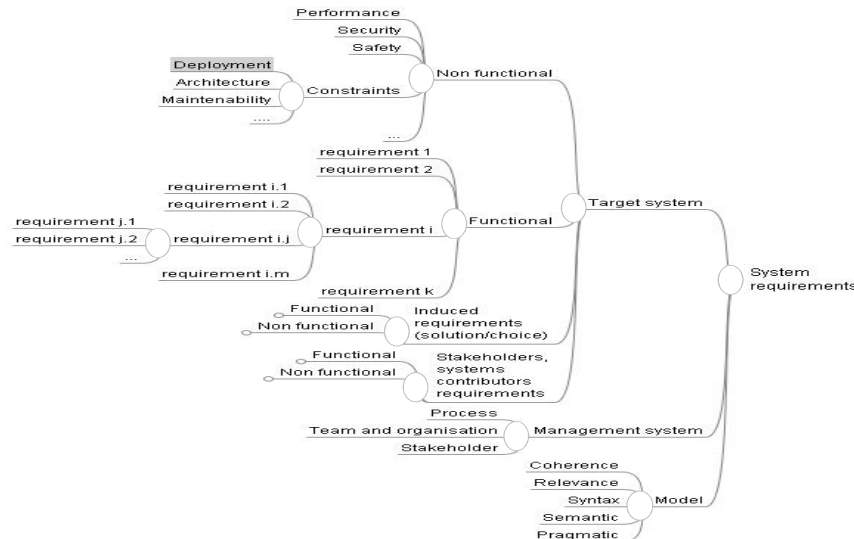 Performance
Security
Safety
Non functional
Deployment
Architecture
Constraints
Maintenability
....
...
requirement 1
requirement 2
requirement i.1
requirement i.2
requirement j.1
requirement j.2
...
requirement i.j
requirement i
Functional
requirement i.m
requirement k
Target system
System
requirements
Functional
Non functional
Induced
requirements
(solution/choice)
Functional
Non functional
Stakeholders,
systems
contributors
requirements
Process
Team and organisation
Stakeholder
Management system
Coherence
Relevance
Syntax
Semantic
Pragmatic
Model